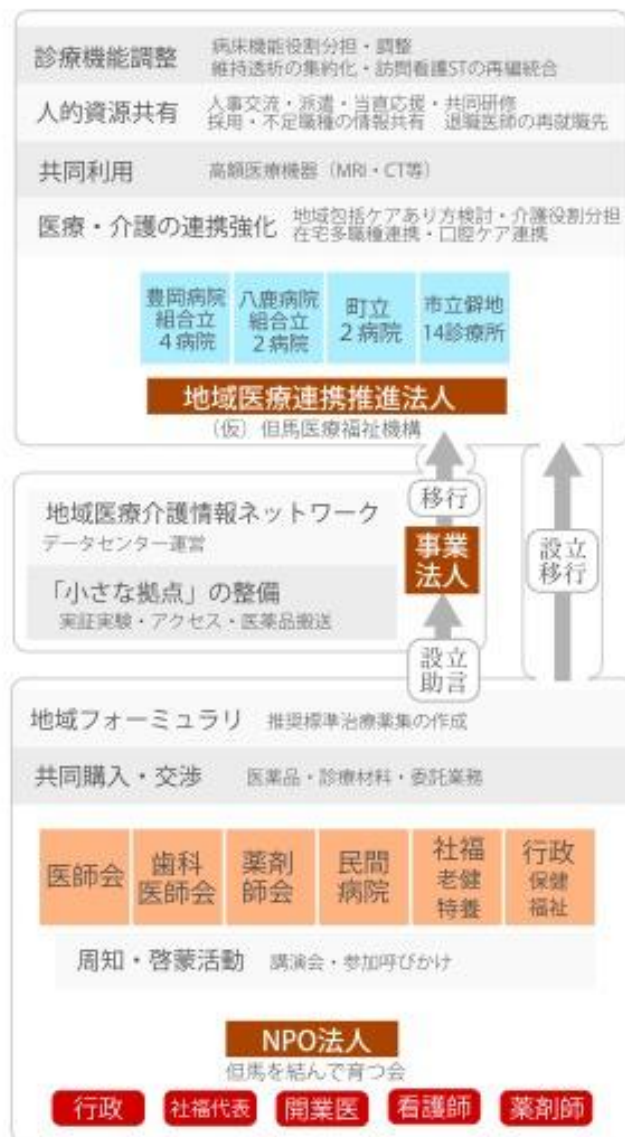 診療機能調整
病床機能役割分担・調整
維持透析の集約化・訪問看護STの再編統合
人的資源共有
人事交流・派遣・当直応援・共同研修
採用・不足職種の情報共有 退職医師の再就職先
共同利用
高額医療機器(MRI・CT等)
医療・介護の連携強化
地域包括ケアあり方検討・介護役割分担
在宅多職種連携・口腔ケア連携
豊岡病院
組合立
4病院
八鹿病院
組合立
2病院
町立
2病院
市立僻地
14診療所
地域医療連携推進法人
(仮)但馬医療福祉機構
移行
地域医療介護情報ネットワーク
データセンター運営
事業
法人
設立
移行
「小さな拠点」の整備
実証実験・アクセス・医薬品搬送
設立
助言
地域フォーミュラリ
推奨標準治療薬集の作成
共同購入・交渉
医薬品・診療材料・委託業務
医師会
歯科
医師会
薬剤
師会
民間
病院
社福
老健
特養
行政
保健
福祉
周知・啓蒙活動
講演会・参加呼びかけ
NPO法人
但馬を結んで育つ会
行政
社福代表
開業医
看護師
薬剤師